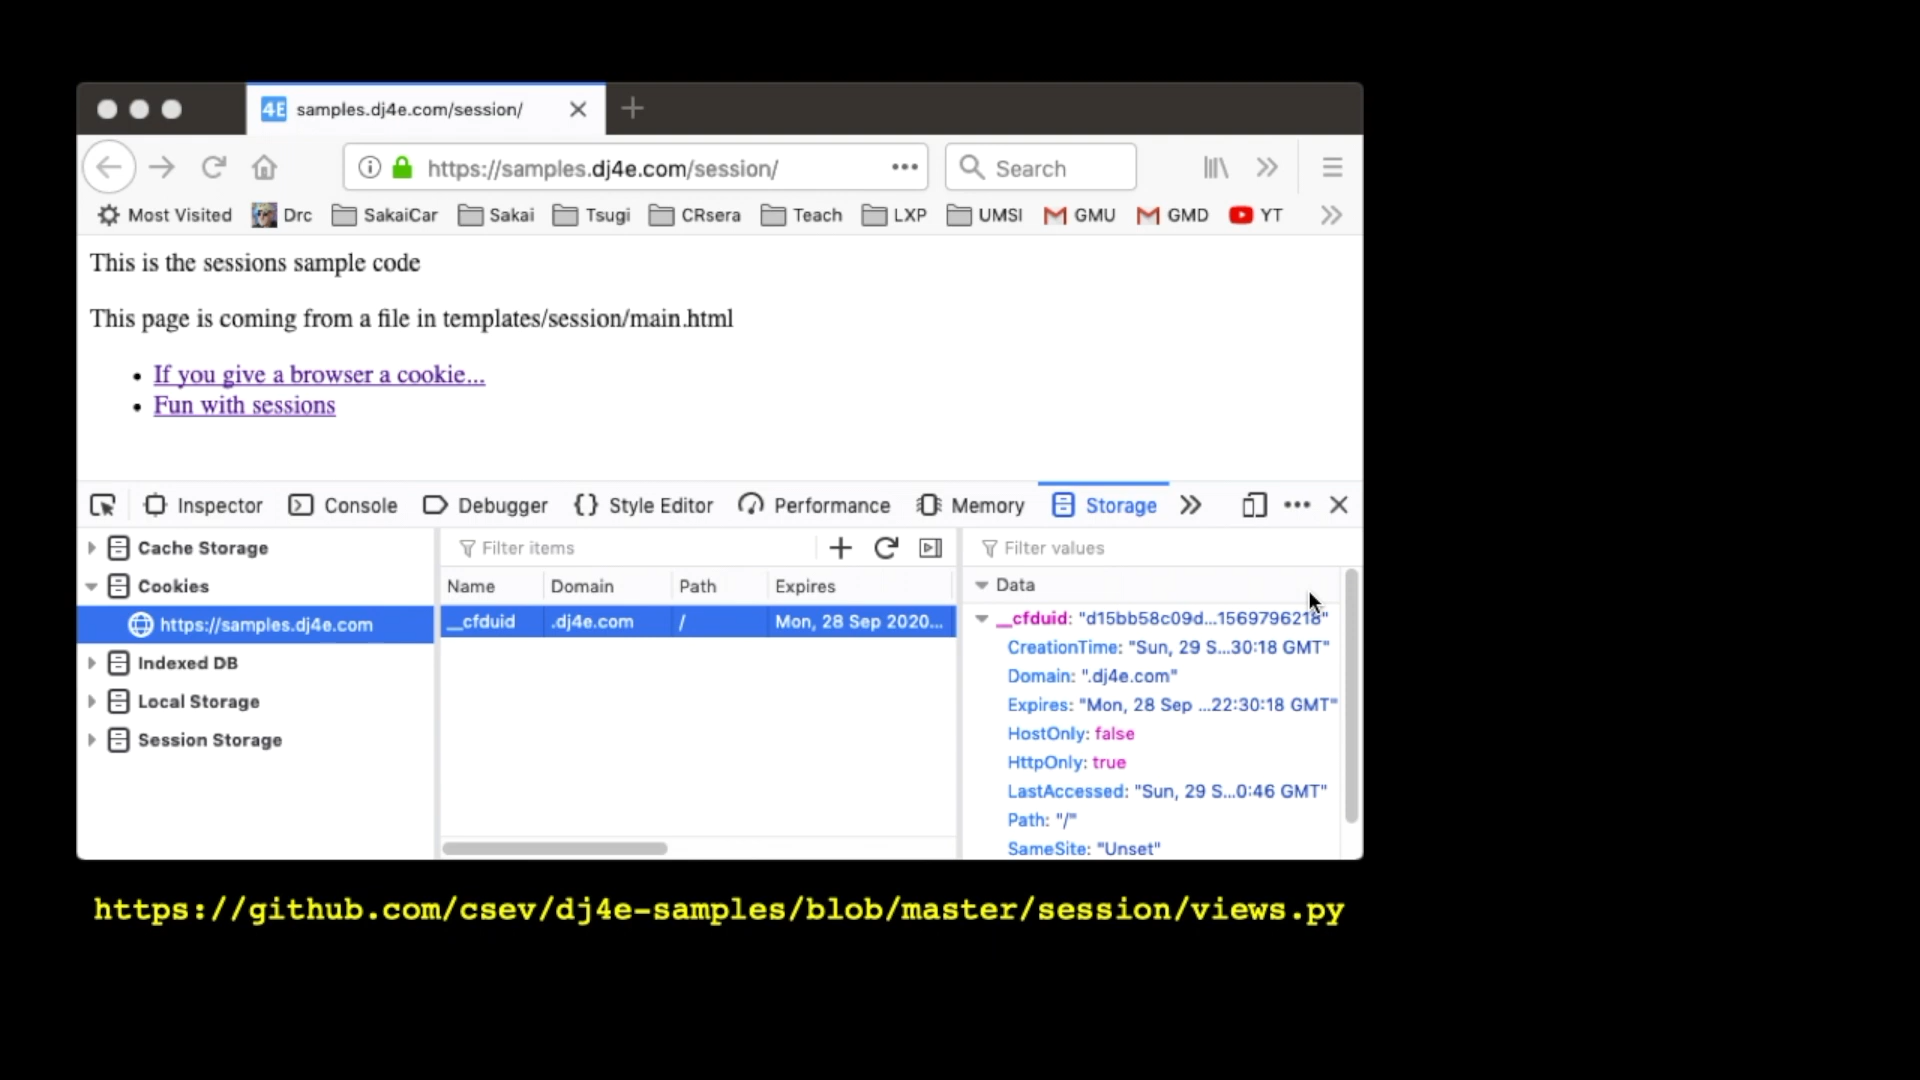 4E samples.dj4e.com/session/
https://samples.dj4e.com/session/ Search
Most Visited Drc SakaiCar Sakai Tsugi CRsera Teach LXP UMSI GMU GMD YT
This is the sessions sample code
This page is coming from a file in templates/session/main.html
If you give a browser a cookie...
Fun with sessions
Inspector Console Debugger Style Editor Performance Memory Storage
Cache Storage Filter items Filter values
Cookies Name Domain Path Expires Data
https://samples.dj4e.com __cfduid .dj4e.com / Mon, 28 Sep 2020... __cfduid: "d15bb58c09d...1569796218"
CreationTime: "Sun, 29 S...30:18 GMT"
Indexed DB Domain: ".dj4e.com"
Local Storage Expires: "Mon, 28 Sep ...22:30:18 GMT"
Session Storage HostOnly: false
HttpOnly: true
LastAccessed: "Sun, 29 S...0:46 GMT"
Path: "/"
SameSite: "Unset"
https://github.com/csev/dj4e-samples/blob/master/session/views.py